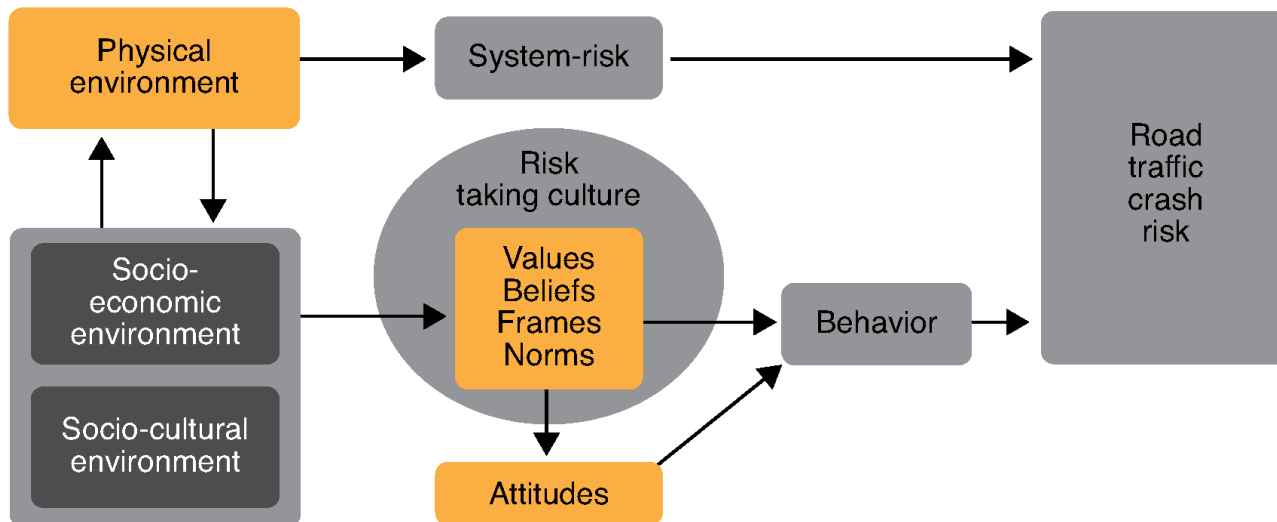 Physical
environment
System-risk
Road
traffic
crash
risk
Risk
taking culture
Values
Beliefs
Frames
Norms
Socio-
economic
environment
Behavior
Socio-cultural
environment
Attitudes